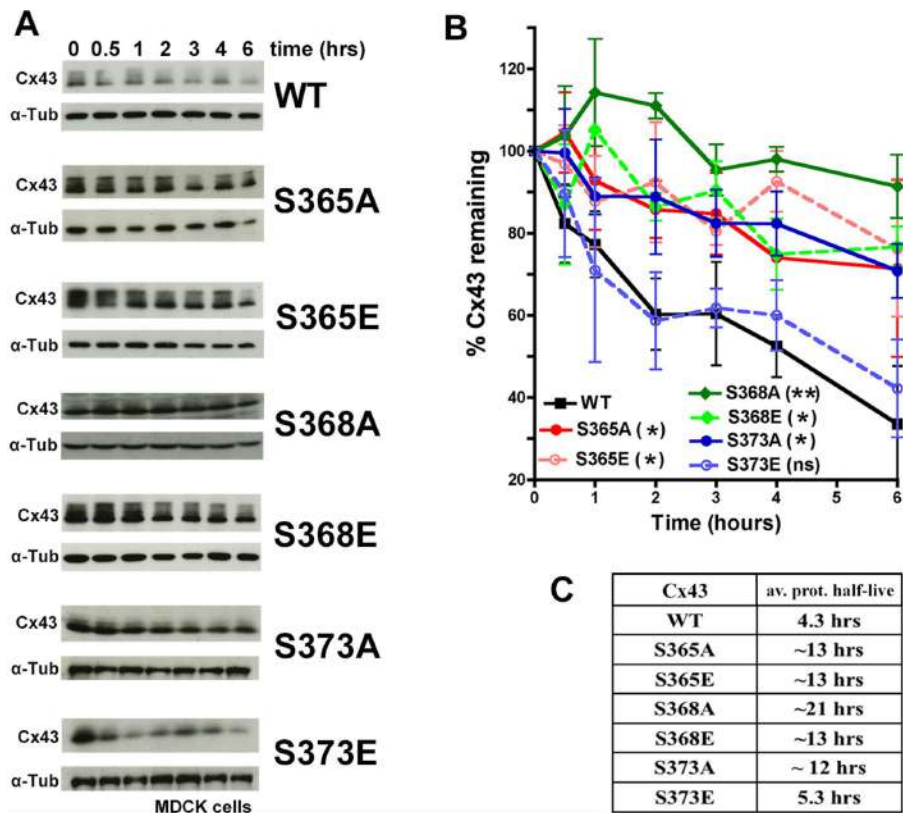 A
0 0.5 1 2 3 4 6 time (hrs)
Cx43
α-Tub
WT
Cx43
α-Tub
S365A
Cx43
α-Tub
S365E
Cx43
α-Tub
S368A
Cx43
α-Tub
S368E
Cx43
α-Tub
S373A
Cx43
α-Tub
S373E
MDCK cells
B
% Cx43 remaining
120
100
80
60
40
20
0 1 2 3 4 5 6
Time (hours)
WT
S365A (*)
S365E (*)
S368A (**)
S368E (*)
S373A (*)
S373E (ns)
C
Cx43 av. prot. half-live
WT 4.3 hrs
S365A ~13 hrs
S365E ~13 hrs
S368A ~21 hrs
S368E ~13 hrs
S373A ~ 12 hrs
S373E 5.3 hrs